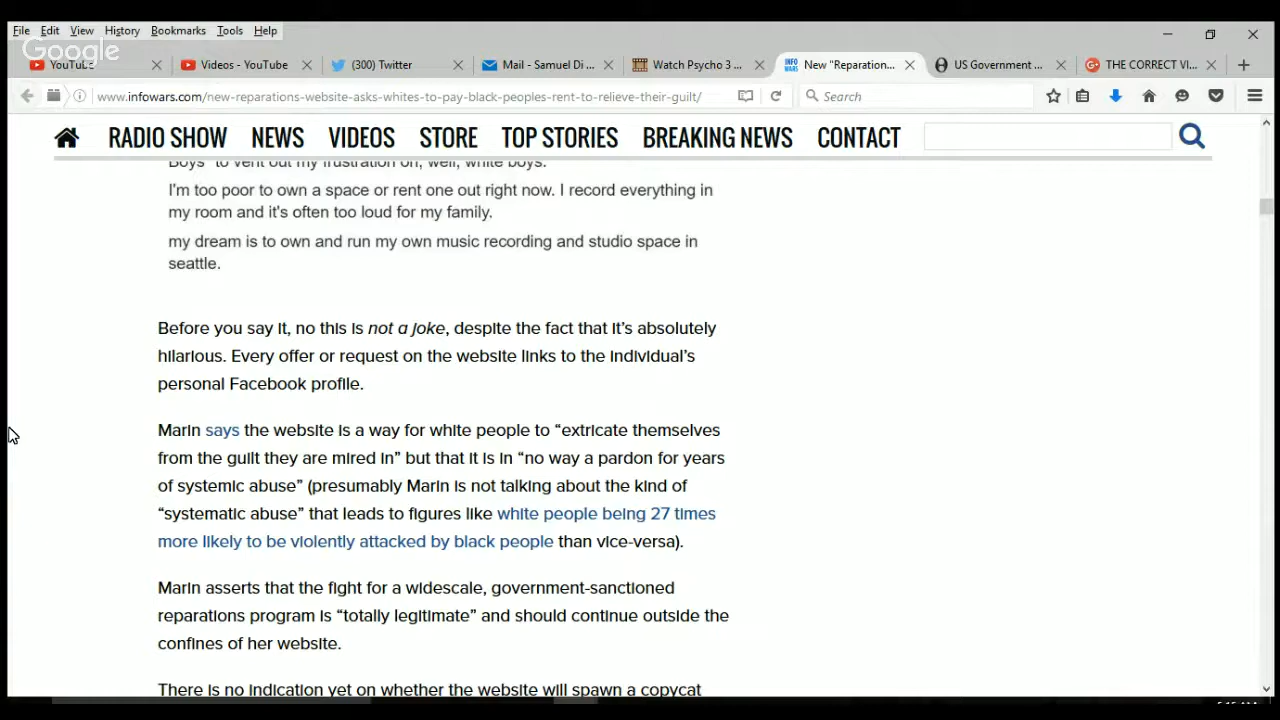 File Edit View History Bookmarks Tools Help
Google
YouTube
Videos - YouTube
(300) Twitter
Mail - Samuel Di ...
Watch Psycho 3 ...
INFO WARS New "Reparation...
US Government ...
THE CORRECT VI...
www.infowars.com/new-reparations-website-asks-whites-to-pay-black-peoples-rent-to-relieve-their-guilt/
Search
RADIO SHOW NEWS VIDEOS STORE TOP STORIES BREAKING NEWS CONTACT
Boys" to vent out my frustration on, well, white boys.
I'm too poor to own a space or rent one out right now. I record everything in
my room and it's often too loud for my family.
my dream is to own and run my own music recording and studio space in
seattle.
Before you say it, no this is not a joke, despite the fact that it's absolutely
hilarious. Every offer or request on the website links to the individual's
personal Facebook profile.
Marin says the website is a way for white people to “extricate themselves
from the guilt they are mired in” but that it is in “no way a pardon for years
of systemic abuse” (presumably Marin is not talking about the kind of
“systematic abuse” that leads to figures like white people being 27 times
more likely to be violently attacked by black people than vice-versa).
Marin asserts that the fight for a widescale, government-sanctioned
reparations program is “totally legitimate” and should continue outside the
confines of her website.
There is no indication yet on whether the website will spawn a copycat